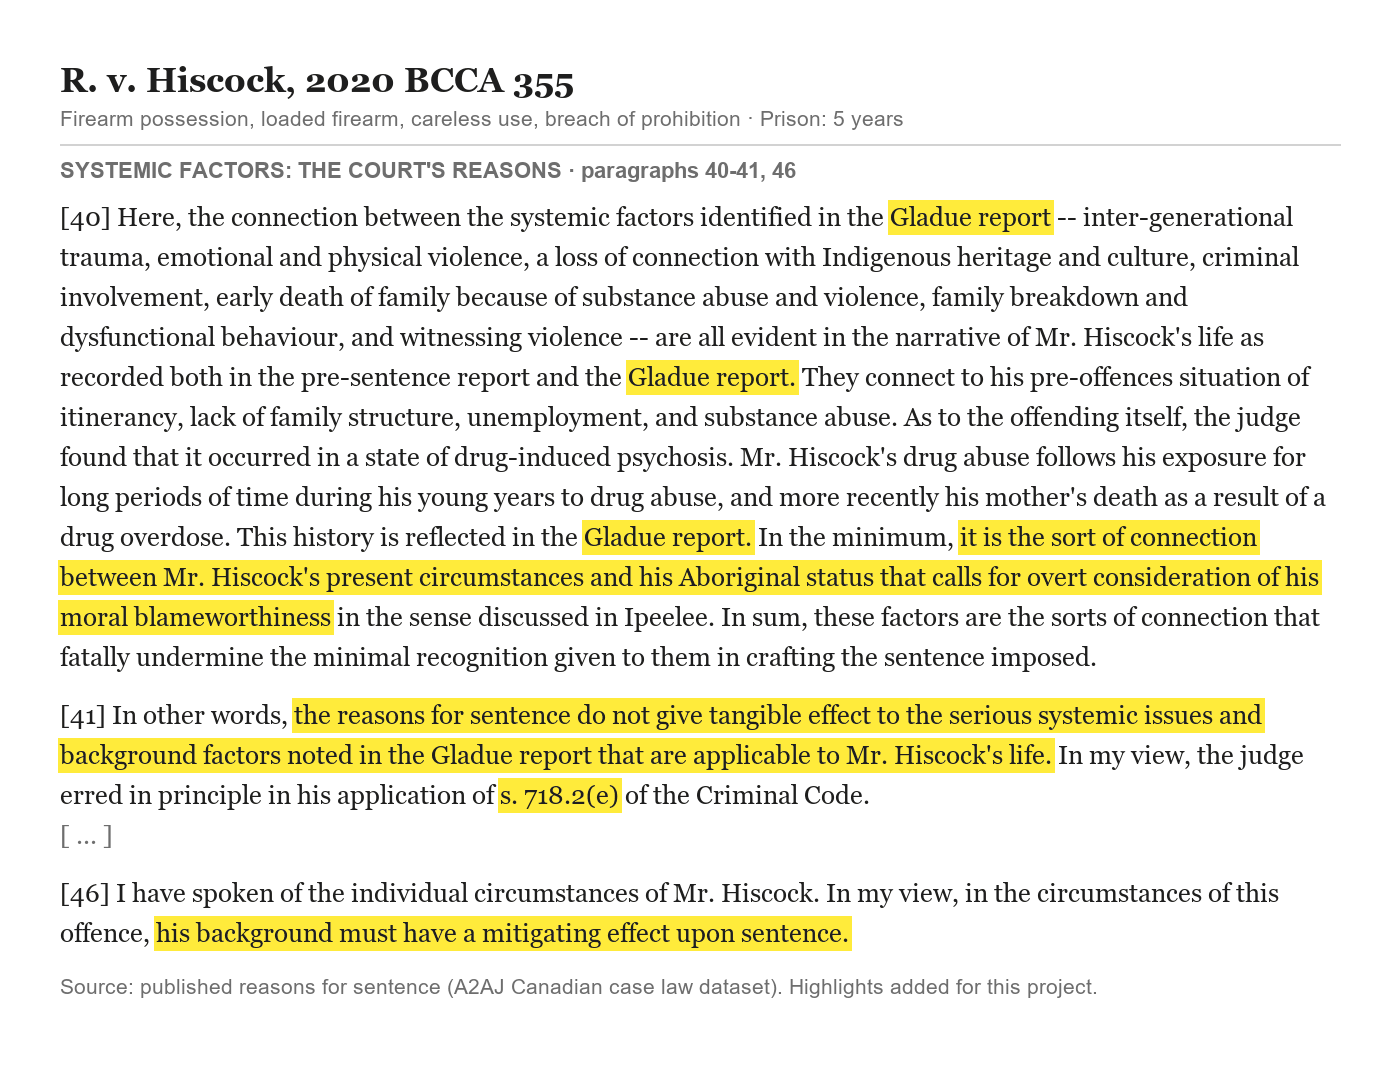 R. v. Hiscock, 2020 BCCA 355
Firearm possession, loaded firearm, careless use, breach of prohibition · Prison: 5 years
SYSTEMIC FACTORS: THE COURT'S REASONS · paragraphs 40-41, 46
[40] Here, the connection between the systemic factors identified in the Gladue report -- inter-generational
trauma, emotional and physical violence, a loss of connection with Indigenous heritage and culture, criminal
involvement, early death of family because of substance abuse and violence, family breakdown and
dysfunctional behaviour, and witnessing violence -- are all evident in the narrative of Mr. Hiscock's life as
recorded both in the pre-sentence report and the Gladue report. They connect to his pre-offences situation of
itinerancy, lack of family structure, unemployment, and substance abuse. As to the offending itself, the judge
found that it occurred in a state of drug-induced psychosis. Mr. Hiscock's drug abuse follows his exposure for
long periods of time during his young years to drug abuse, and more recently his mother's death as a result of a
drug overdose. This history is reflected in the Gladue report. In the minimum, it is the sort of connection
between Mr. Hiscock's present circumstances and his Aboriginal status that calls for overt consideration of his
moral blameworthiness in the sense discussed in Ipeelee. In sum, these factors are the sorts of connection that
fatally undermine the minimal recognition given to them in crafting the sentence imposed.
[41] In other words, the reasons for sentence do not give tangible effect to the serious systemic issues and
background factors noted in the Gladue report that are applicable to Mr. Hiscock's life. In my view, the judge
erred in principle in his application of s. 718.2(e) of the Criminal Code.
[ ... ]
[46] I have spoken of the individual circumstances of Mr. Hiscock. In my view, in the circumstances of this
offence, his background must have a mitigating effect upon sentence.
Source: published reasons for sentence (A2AJ Canadian case law dataset). Highlights added for this project.